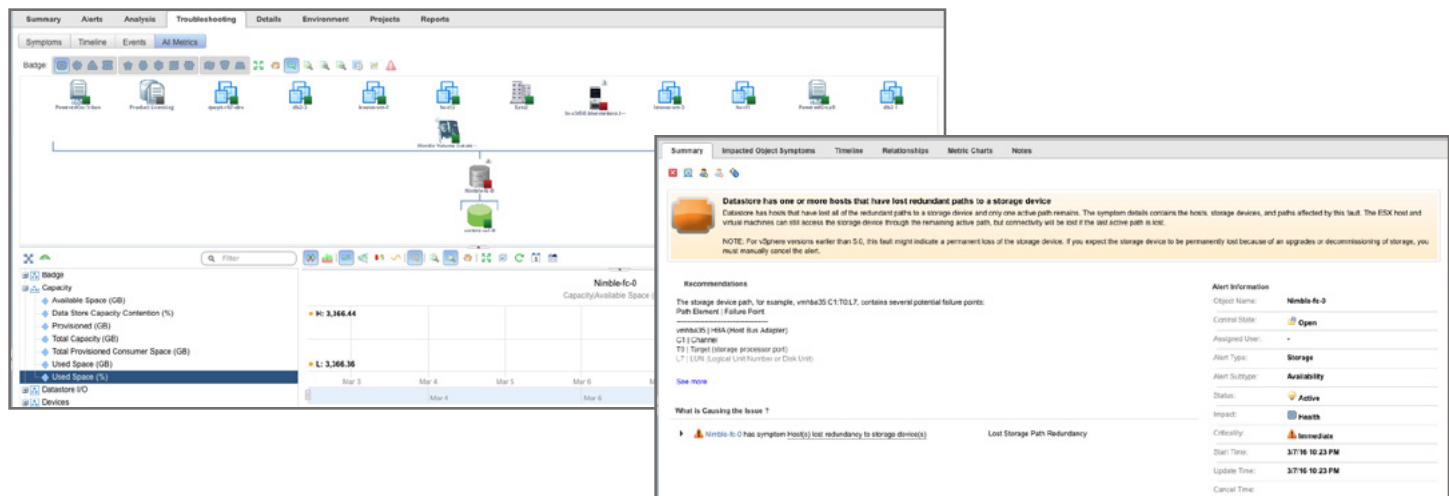 Summary Alerts Analysis Troubleshooting Details Environment Projects Reports
Symptoms Timeline Events All Metrics
Badge:
Product Licensing
Nimble-fc-0
Filter
Badge
Capacity
Available Space (GB)
Data Store Capacity Contention (%)
Provisioned (GB)
Total Capacity (GB)
Total Provisioned Consumer Space (GB)
Used Space (GB)
Used Space (%)
Datastore I/O
Devices
Nimble-fc-0
Capacity|Available Space (
H: 3,366.44
L: 3,366.36
Mar 3 Mar 4 Mar 5 Mar 6
Mar 4 Mar 6
Summary Impacted Object Symptoms Timeline Relationships Metric Charts Notes
Datastore has one or more hosts that have lost redundant paths to a storage device
Datastore has hosts that have lost all of the redundant paths to a storage device and only one active path remains. The symptom details contains the hosts, storage devices, and paths affected by this fault. The ESX host and
virtual machines can still access the storage device through the remaining active path, but connectivity will be lost if the last active path is lost.
NOTE: For vSphere versions earlier than 5.0, this fault might indicate a permanent loss of the storage device. If you expect the storage device to be permanently lost because of an upgrades or decommissioning of storage, you
must manually cancel the alert.
Recommendations
The storage device path, for example, vmhba35:C1:T0:L7, contains several potential failure points:
Path Element | Failure Point
vmhba35 | HBA (Host Bus Adapter)
C1 | Channel
T0 | Target (storage processor port)
L7 | LUN (Logical Unit Number or Disk Unit)
See more
What is Causing the Issue ?
Nimble-fc-0 has symptom Host(s) lost redundancy to storage device(s) Lost Storage Path Redundancy
Alert Information
Object Name: Nimble-fc-0
Control State: Open
Assigned User: -
Alert Type: Storage
Alert Subtype: Availability
Status: Active
Impact: Health
Criticality: Immediate
Start Time: 3/7/16 10:23 PM
Update Time: 3/7/16 10:23 PM
Cancel Time: